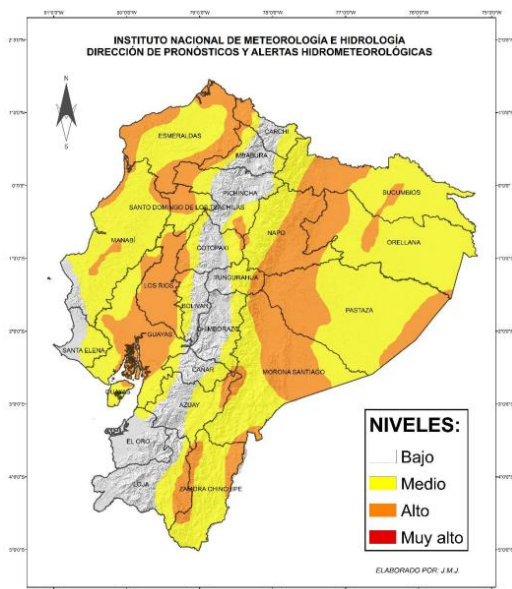 INSTITUTO NACIONAL DE METEOROLOGÍA E HIDROLOGÍA
DIRECCIÓN DE PRONÓSTICOS Y ALERTAS HIDROMETEOROLÓGICAS
N
S
CARCHI
ESMERALDAS
IMBABURA
PICHINCHA
SUCUMBIOS
SANTO DOMINGO DE LOS TSACHILAS
NAPO
MANABÍ
ORELLANA
COTOPAXI
TUNGURAHUA
LOS RIOS
BOLIVAR
PASTAZA
CHIMBORAZO
GUAYAS
SANTA ELENA
CAÑAR
MORONA SANTIAGO
GUAYAS
AZUAY
EL ORO
LOJA
ZAMORA CHINCHIPE
NIVELES:
Bajo
Medio
Alto
Muy alto
ELABORADO POR: J.M.J.